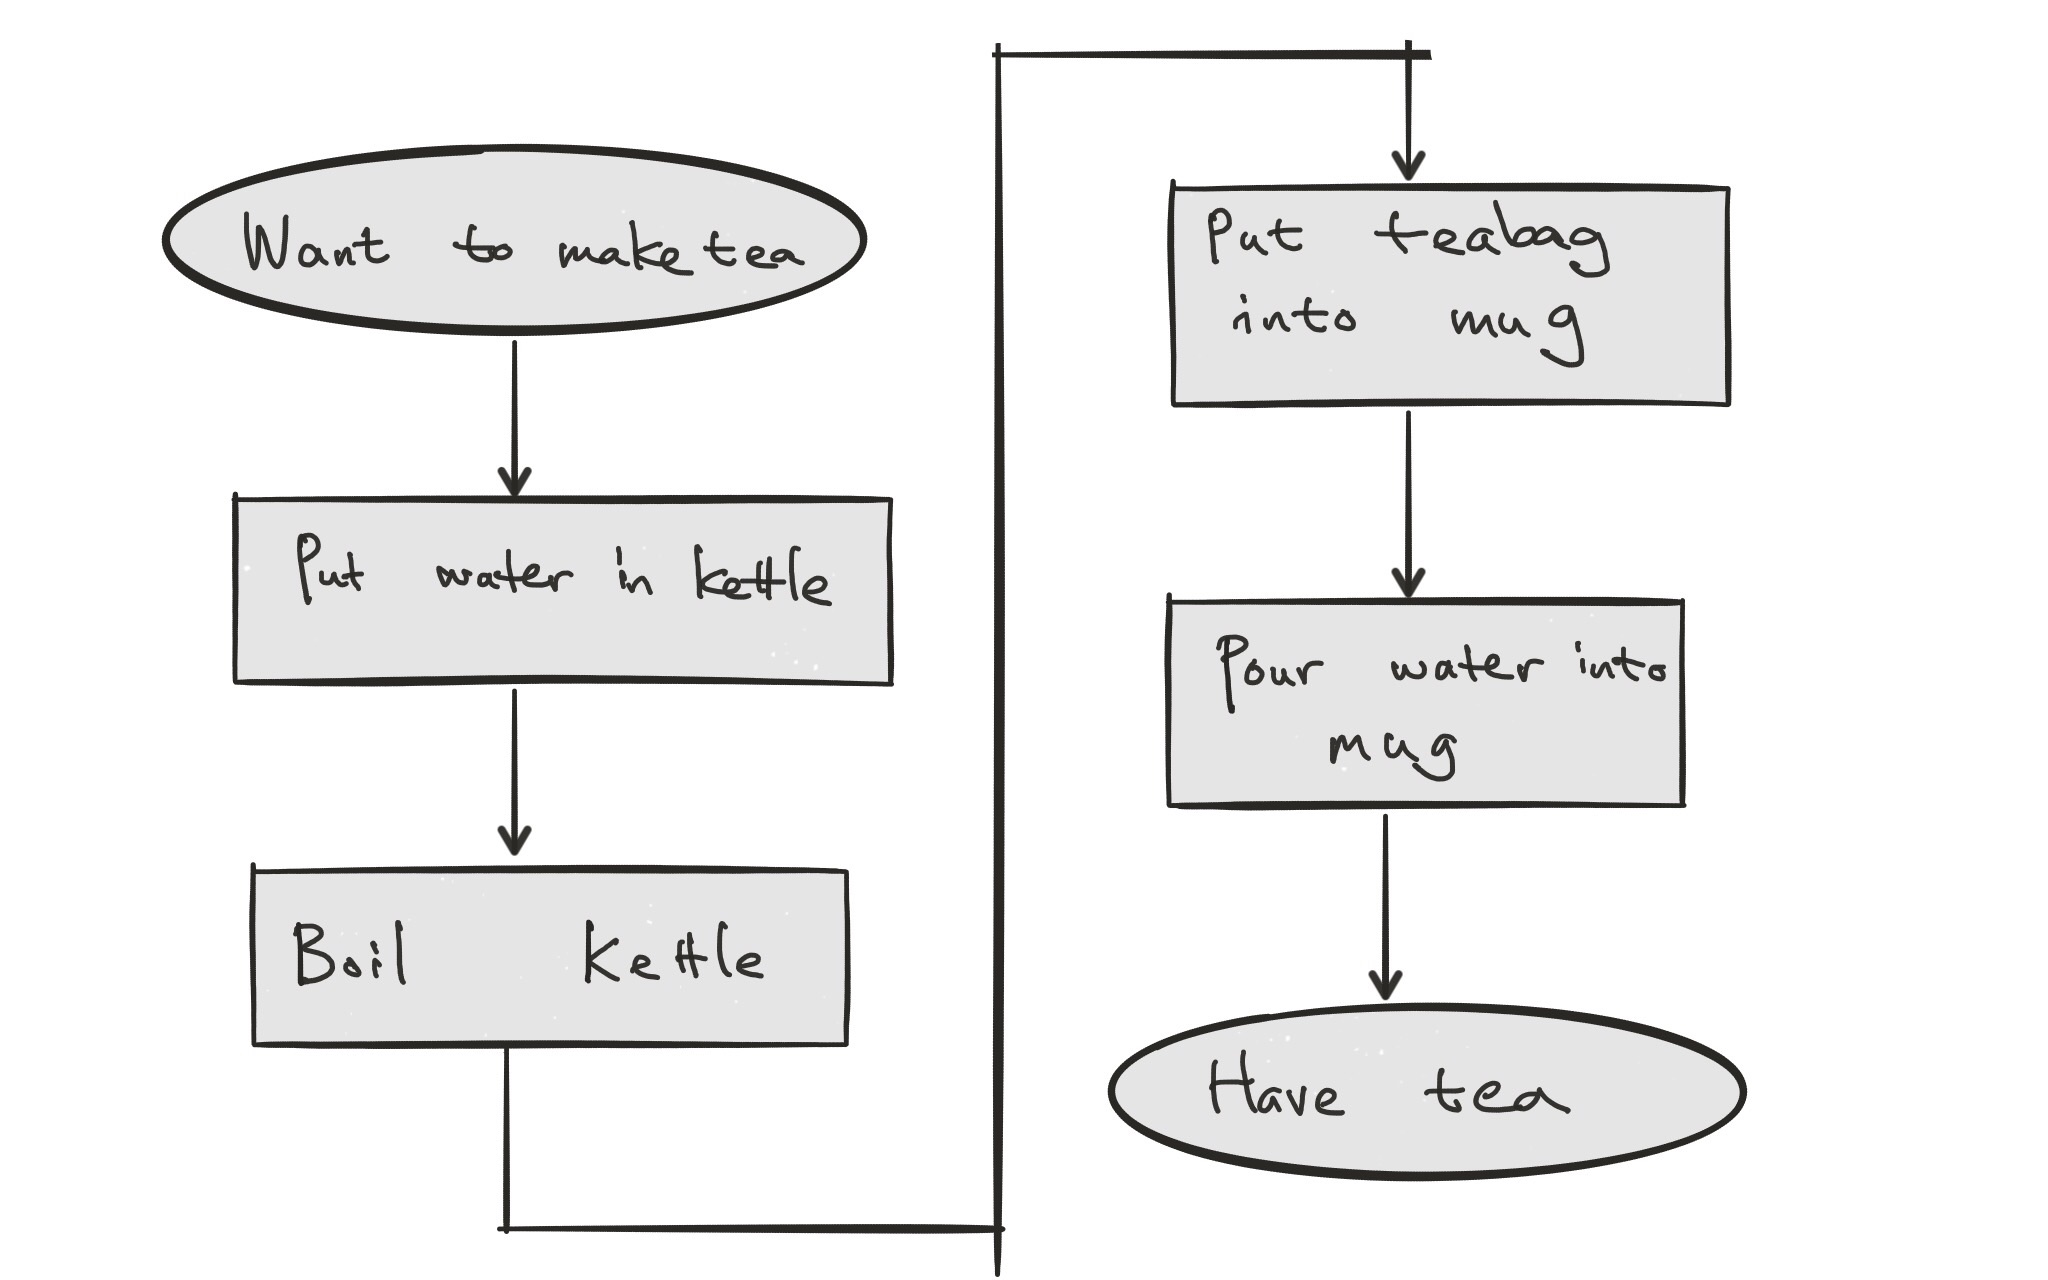 Want to make tea
Put water in kettle
Boil Kettle
Put teabag
into mug
Pour water into
mug
Have tea